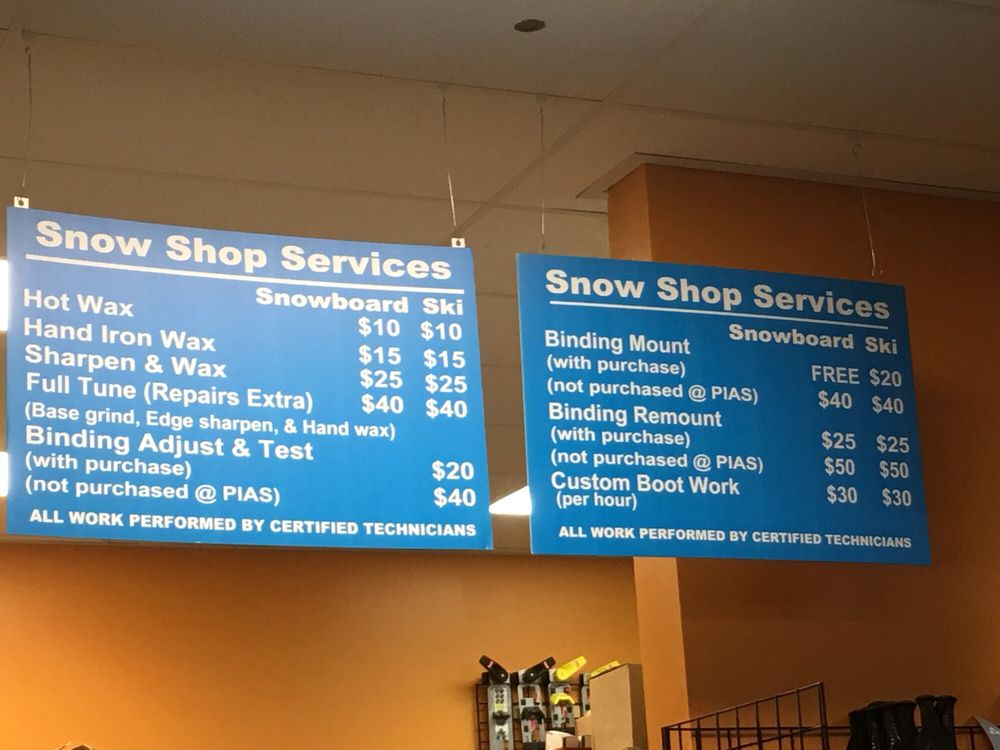 Snow Shop Services
Snowboard Ski
Hot Wax $10 $10
Hand Iron Wax $15 $15
Sharpen & Wax $25 $25
Full Tune (Repairs Extra) $40 $40
(Base grind, Edge sharpen, & Hand wax)
Binding Adjust & Test
(with purchase) $20
(not purchased @ PIAS) $40
ALL WORK PERFORMED BY CERTIFIED TECHNICIANS
Snow Shop Services
Snowboard Ski
Binding Mount
(with purchase) FREE $20
(not purchased @ PIAS) $40 $40
Binding Remount
(with purchase) $25 $25
(not purchased @ PIAS) $50 $50
Custom Boot Work
(per hour) $30 $30
ALL WORK PERFORMED BY CERTIFIED TECHNICIANS